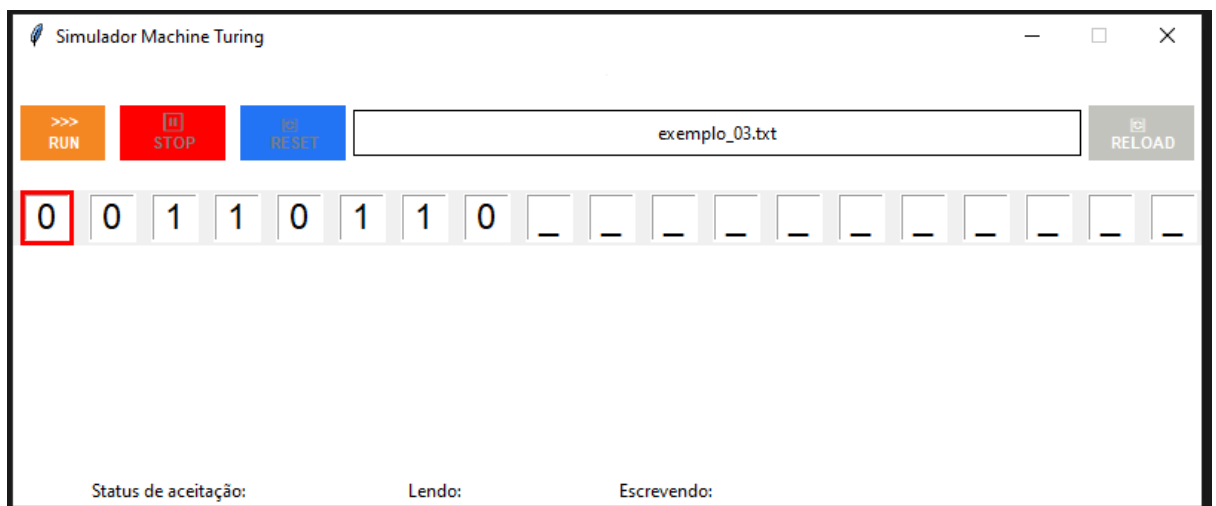 Simulador Machine Turing
>>>
RUN
STOP
RESET
exemplo_03.txt
RELOAD
0 0 1 1 0 1 1 0 _ _ _ _ _ _ _ _ _ _ _
Status de aceitação: Lendo: Escrevendo: